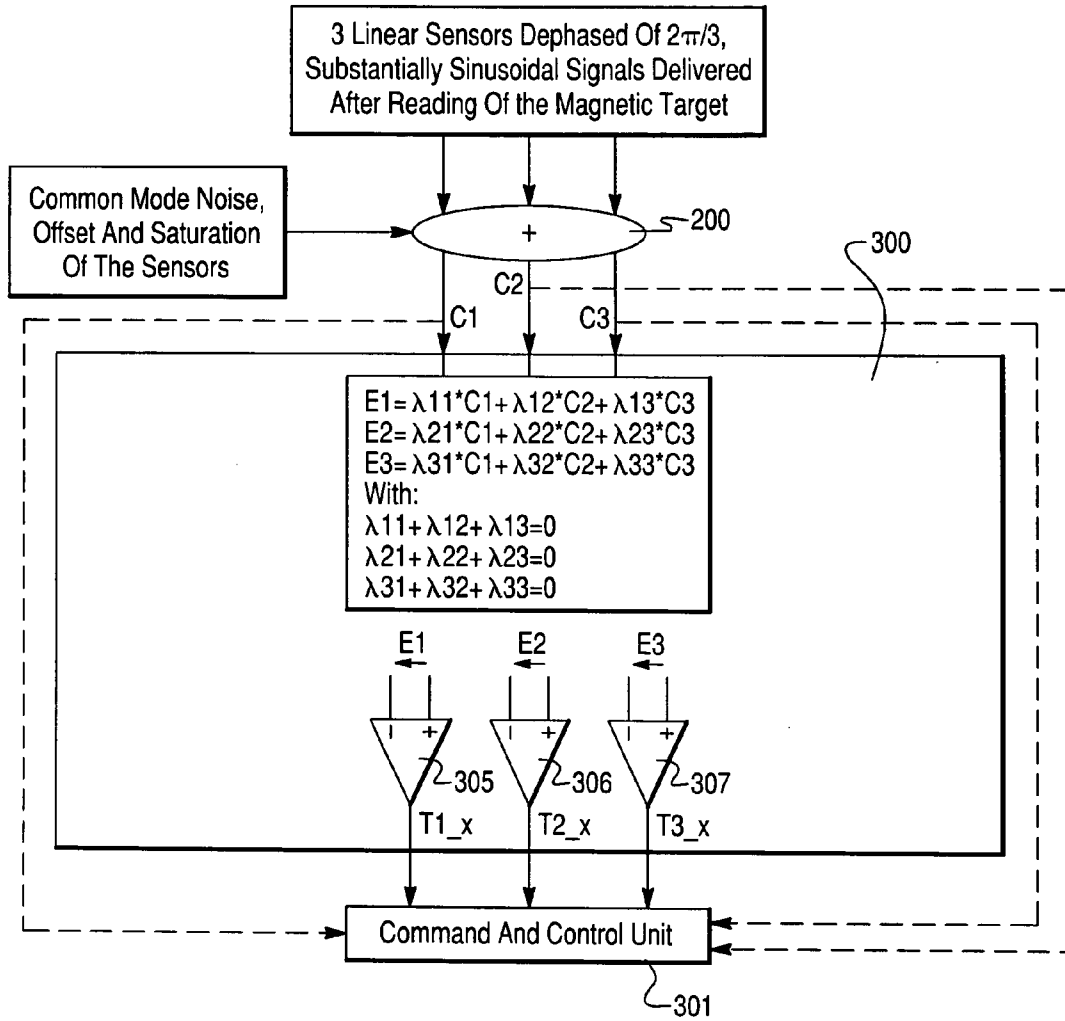 3 Linear Sensors Dephased Of 2π/3,
Substantially Sinusoidal Signals Delivered
After Reading Of the Magnetic Target
Common Mode Noise,
Offset And Saturation
Of The Sensors
+
200
300
C2
C1
C3
E1=λ11*C1+λ12*C2+λ13*C3
E2=λ21*C1+λ22*C2+λ23*C3
E3=λ31*C1+λ32*C2+λ33*C3
With:
λ11+λ12+λ13=0
λ21+λ22+λ23=0
λ31+λ32+λ33=0
E1
E2
E3
− +
− +
− +
305
306
307
T1_x
T2_x
T3_x
Command And Control Unit
301